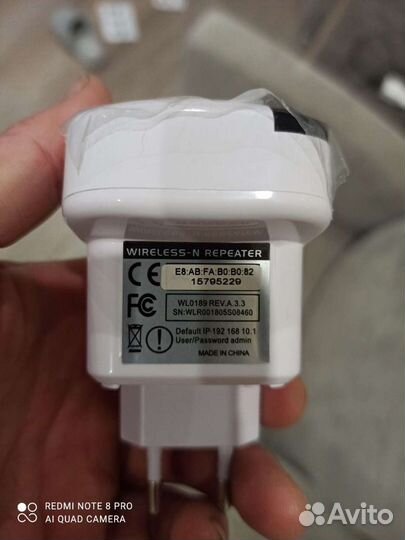 WIRELESS-N REPEATER
CE
E8:AB:FA:B0:B0:82
15795229
FC
WL0189 REV.A.3.3
SN:WLR001805S08460
Default IP-192 168 10.1
User/Password admin
MADE IN CHINA
REDMI NOTE 8 PRO
AI QUAD CAMERA
Avito